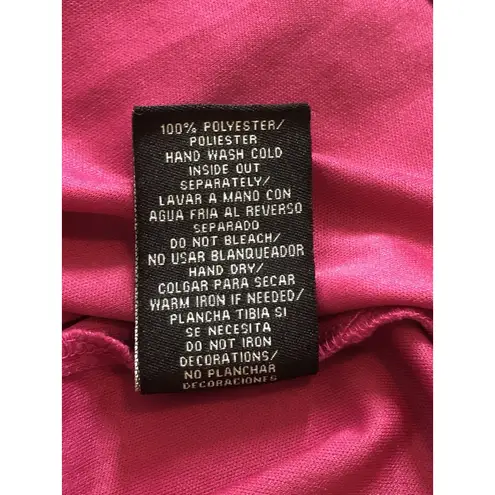 100% POLYESTER/
POLIESTER
HAND WASH COLD
INSIDE OUT
SEPARATELY/
LAVAR A MANO CON
AGUA FRIA AL REVERSO
SEPARADO
DO NOT BLEACH/
NO USAR BLANQUEADOR
HAND DRY/
COLGAR PARA SECAR
WARM IRON IF NEEDED/
PLANCHA TIBIA SI
SE NECESITA
DO NOT IRON
DECORATIONS/
NO PLANCHAR
DECORACIONES